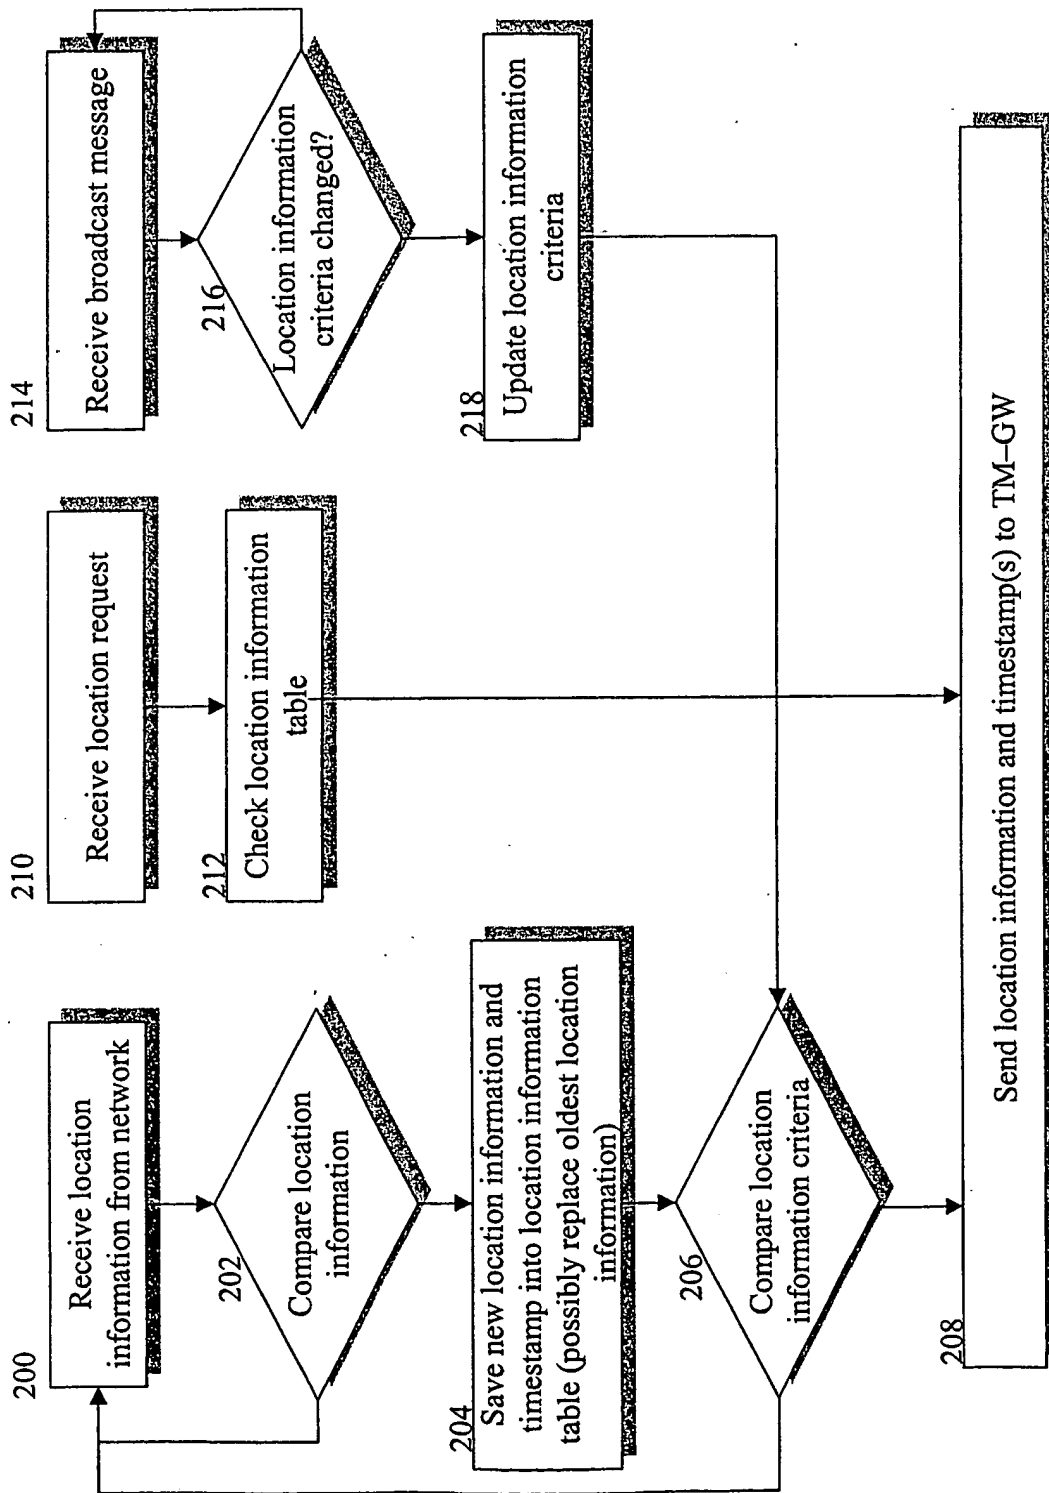 200
Receive location
information from network
202
Compare location
information
204
Save new location information and
timestamp into location information
table (possibly replace oldest location
information)
206
Compare location
information criteria
208
Send location information and timestamp(s) to TM–GW
210
Receive location request
212
Check location information
table
214
Receive broadcast message
216
Location information
criteria changed?
218
Update location information
criteria